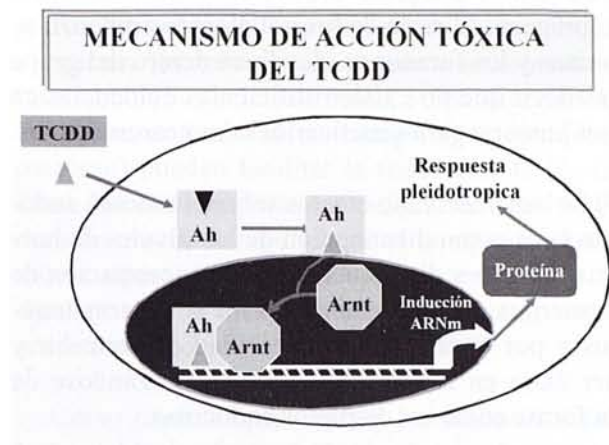 MECANISMO DE ACCIÓN TÓXICA
DEL TCDD
TCDD
Respuesta
pleidotropica
Ah
Ah
Proteína
Arnt
Inducción
ARNm
Ah
Arnt